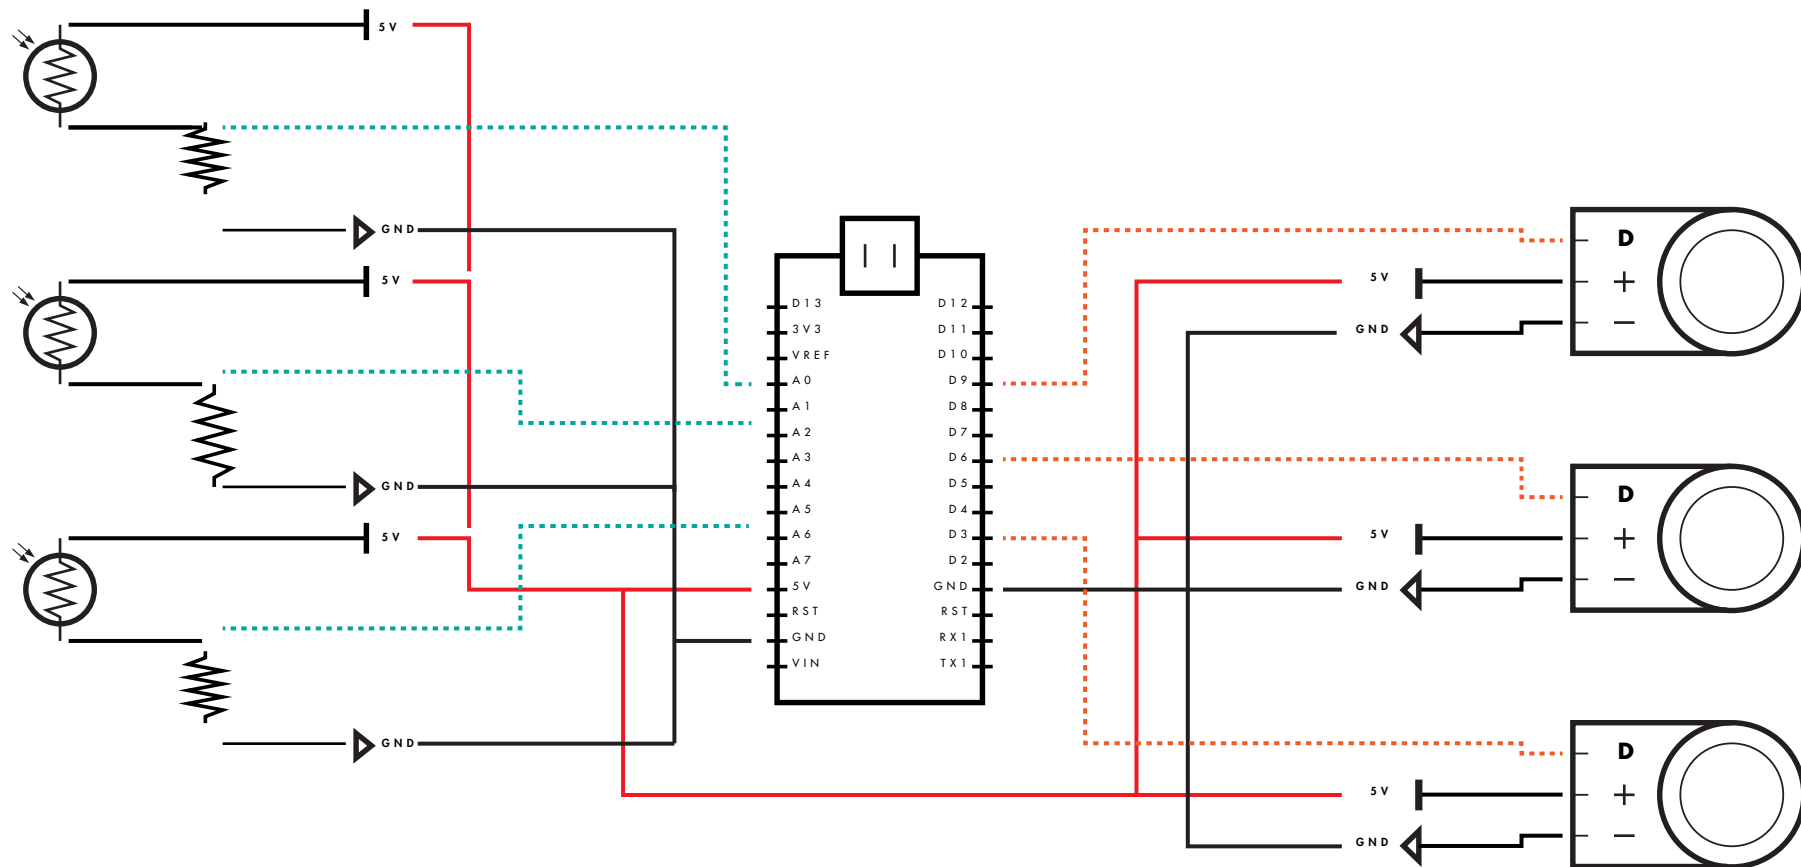 5V
GND
5V
GND
5V
GND
D13
3V3
VREF
A0
A1
A2
A3
A4
A5
A6
A7
5V
RST
GND
VIN
D12
D11
D10
D9
D8
D7
D6
D5
D4
D3
D2
GND
RST
RX1
TX1
D
5V +
GND −
D
5V +
GND −
D
5V +
GND −